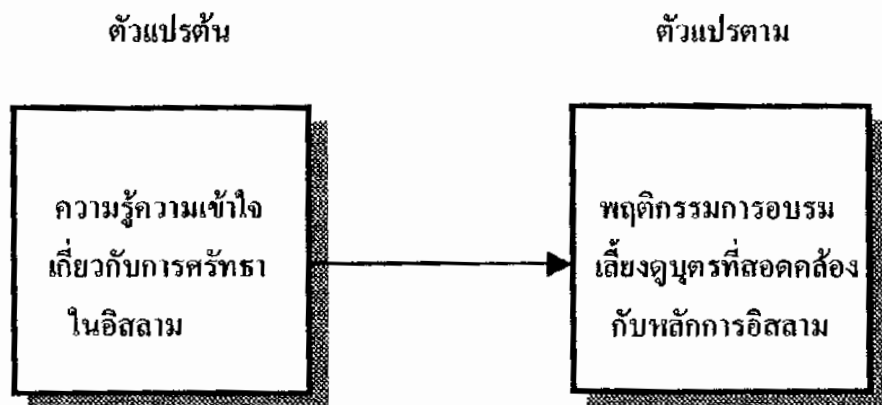 ตัวแปรต้น
ตัวแปรตาม
ความรู้ความเข้าใจ
เกี่ยวกับการศรัทธา
ในอิสลาม
พฤติกรรมการอบรม
เลี้ยงดูบุตรที่สอดคล้อง
กับหลักการอิสลาม